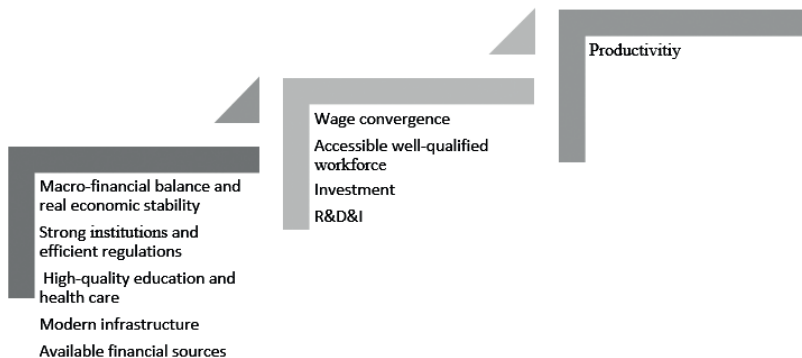 Macro-financial balance and
real economic stability
Strong institutions and
efficient regulations
High-quality education and
health care
Modern infrastructure
Available financial sources
Wage convergence
Accessible well-qualified
workforce
Investment
R&D&I
Productivitiy